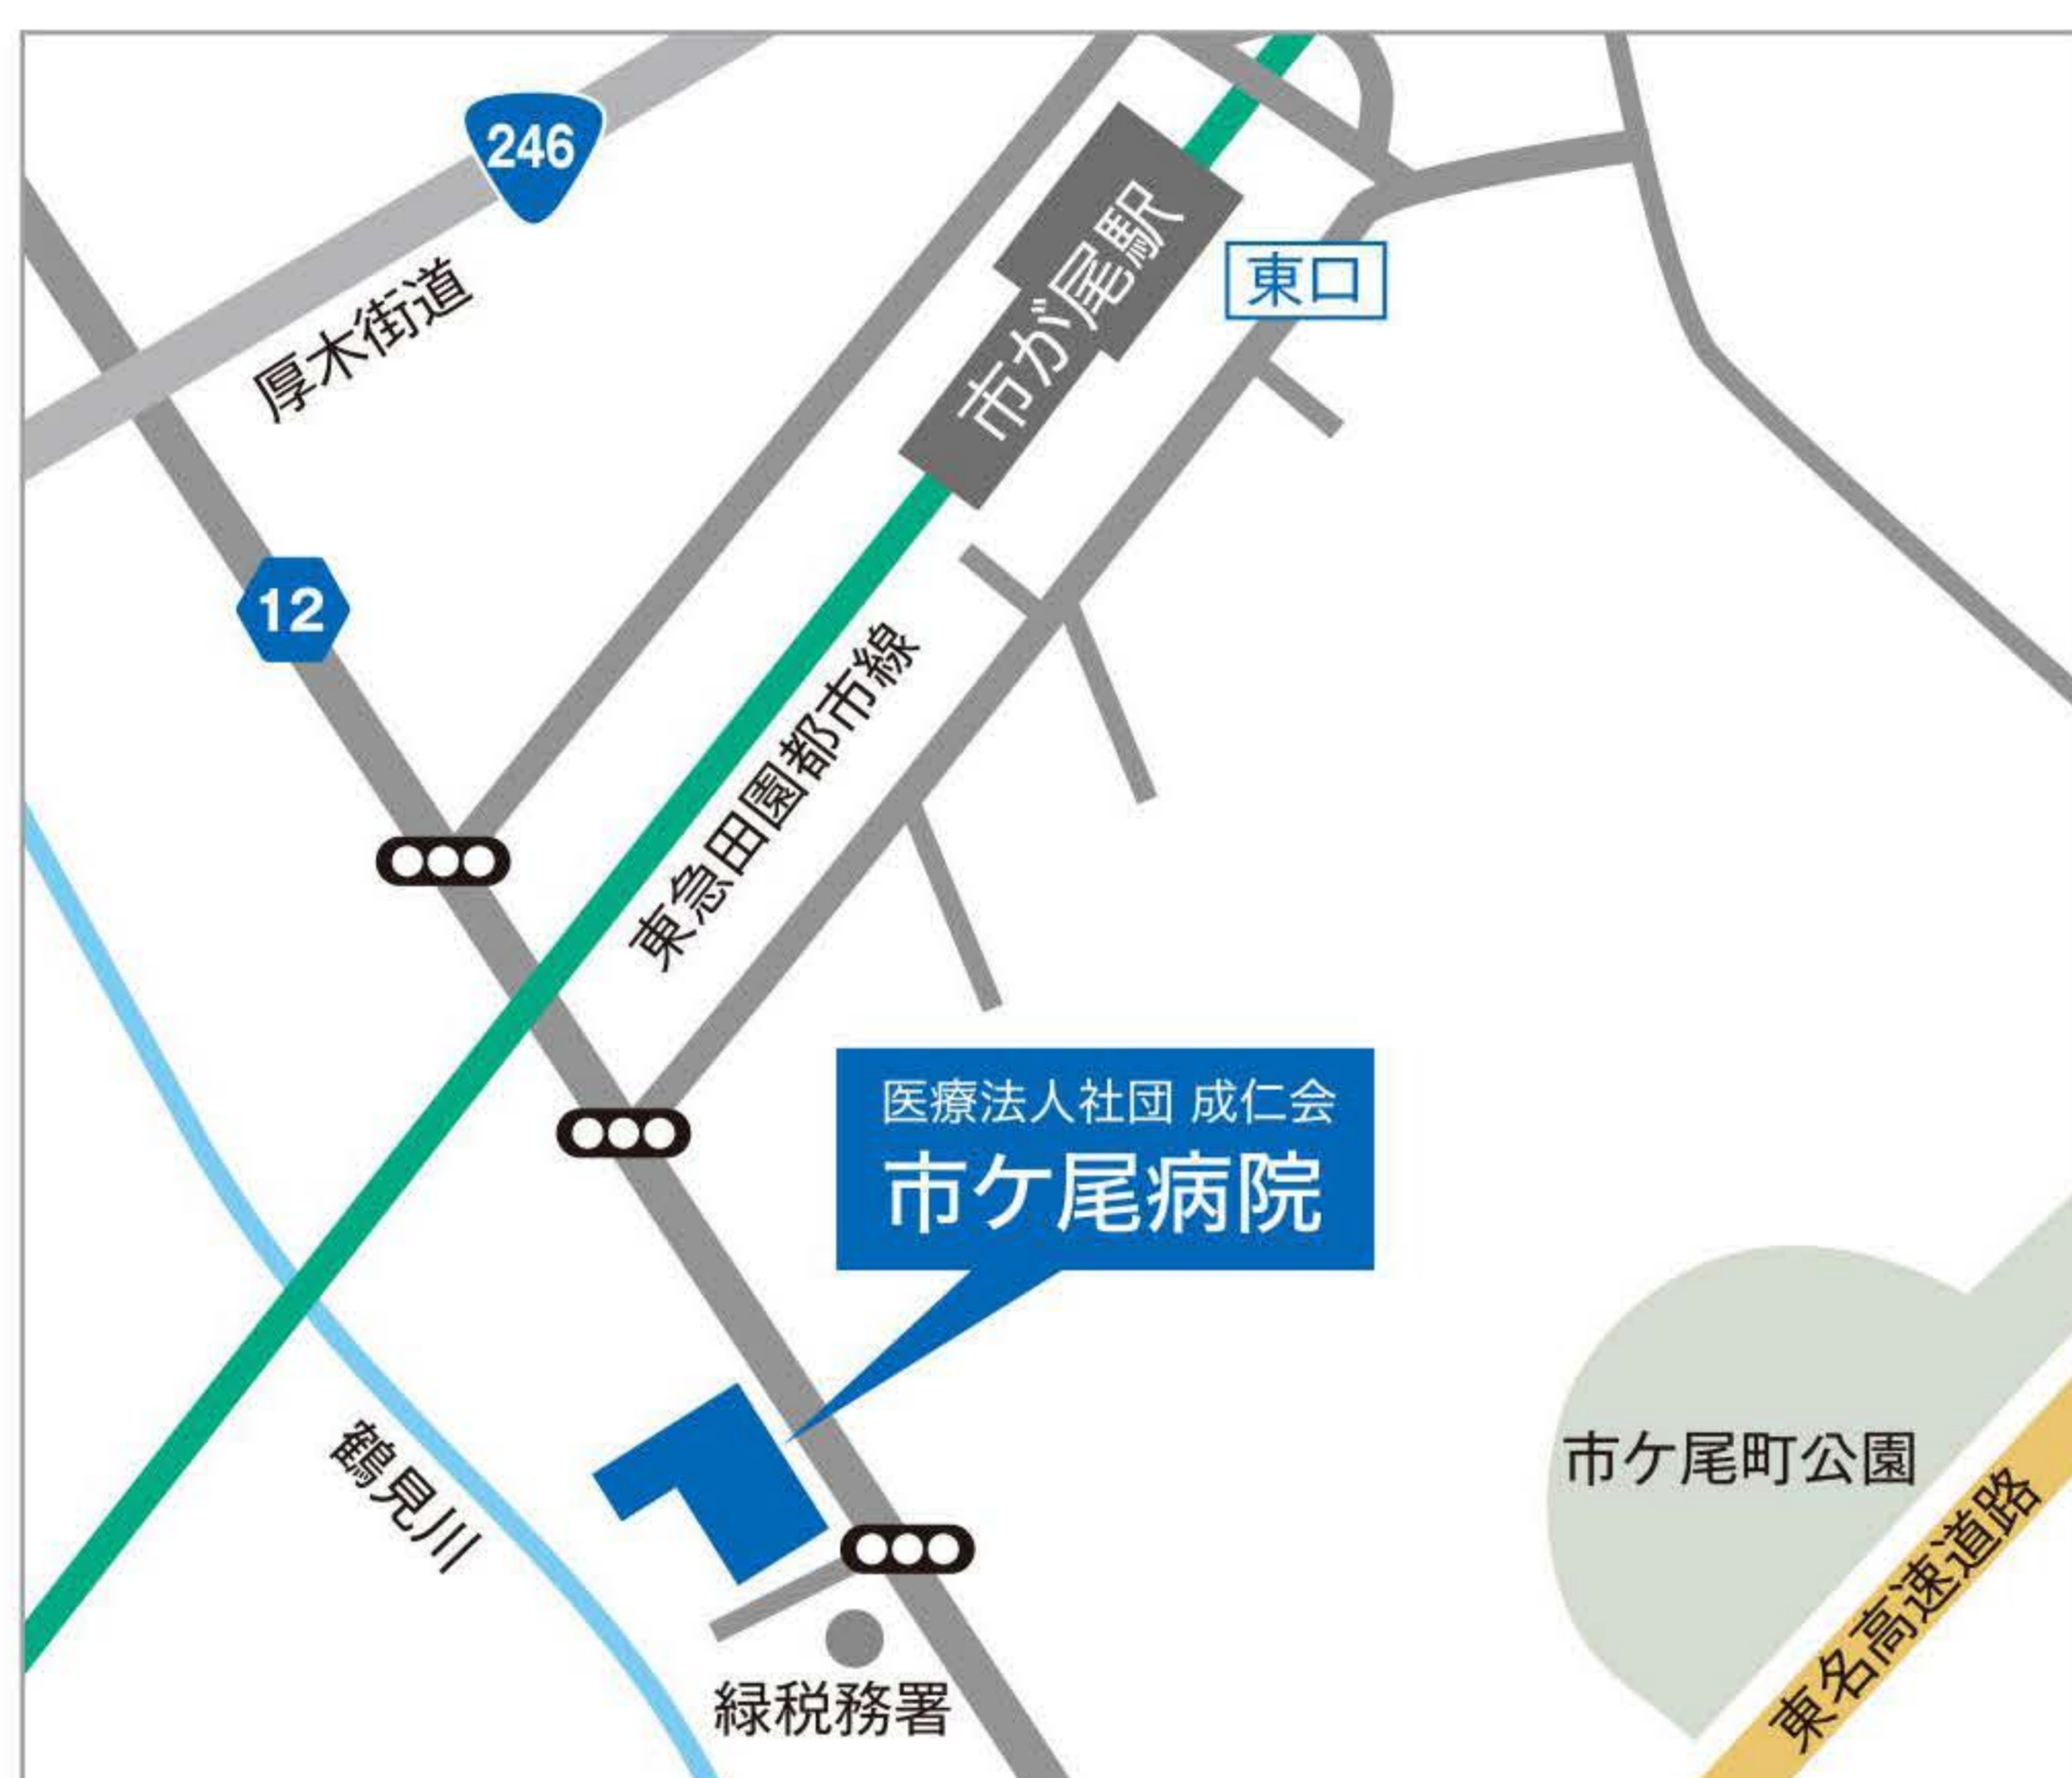 246
厚木街道
市が尾駅
東口
12
東急田園都市線
医療法人社団 成仁会
市ケ尾病院
鶴見川
市ケ尾町公園
東名高速道路
緑税務署